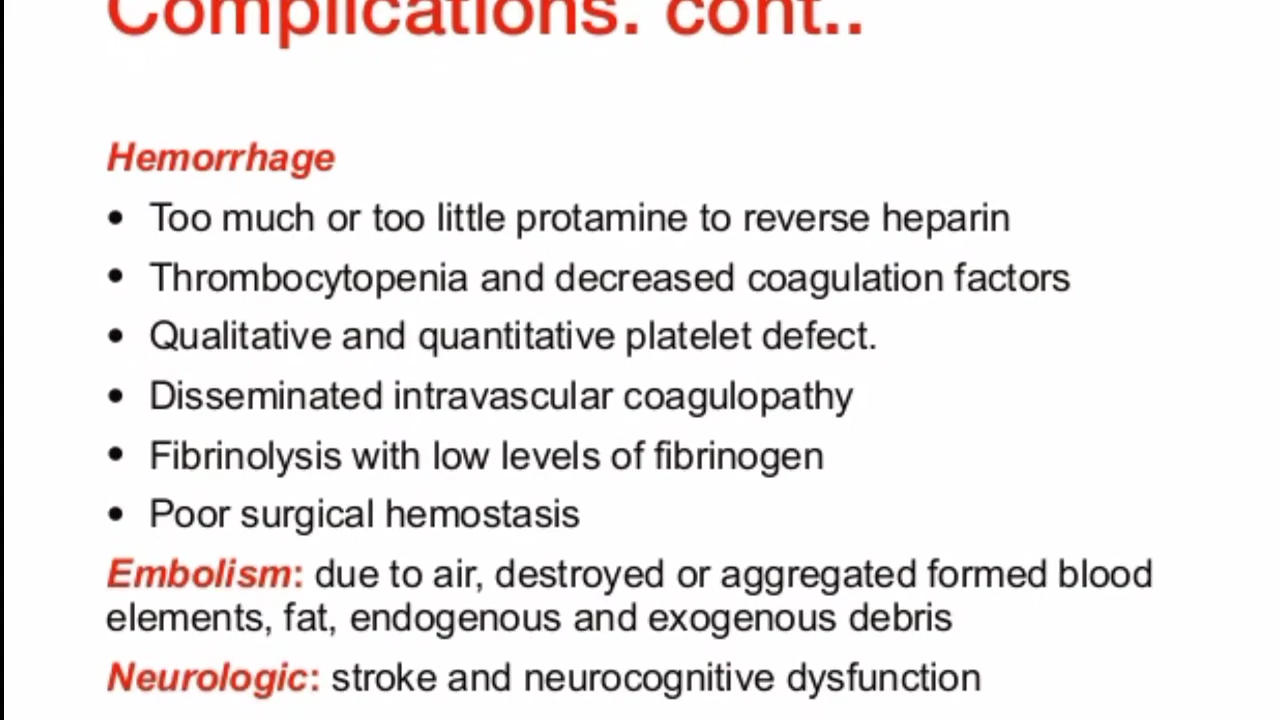 Complications. cont..
Hemorrhage
• Too much or too little protamine to reverse heparin
• Thrombocytopenia and decreased coagulation factors
• Qualitative and quantitative platelet defect.
• Disseminated intravascular coagulopathy
• Fibrinolysis with low levels of fibrinogen
• Poor surgical hemostasis
Embolism: due to air, destroyed or aggregated formed blood
elements, fat, endogenous and exogenous debris
Neurologic: stroke and neurocognitive dysfunction